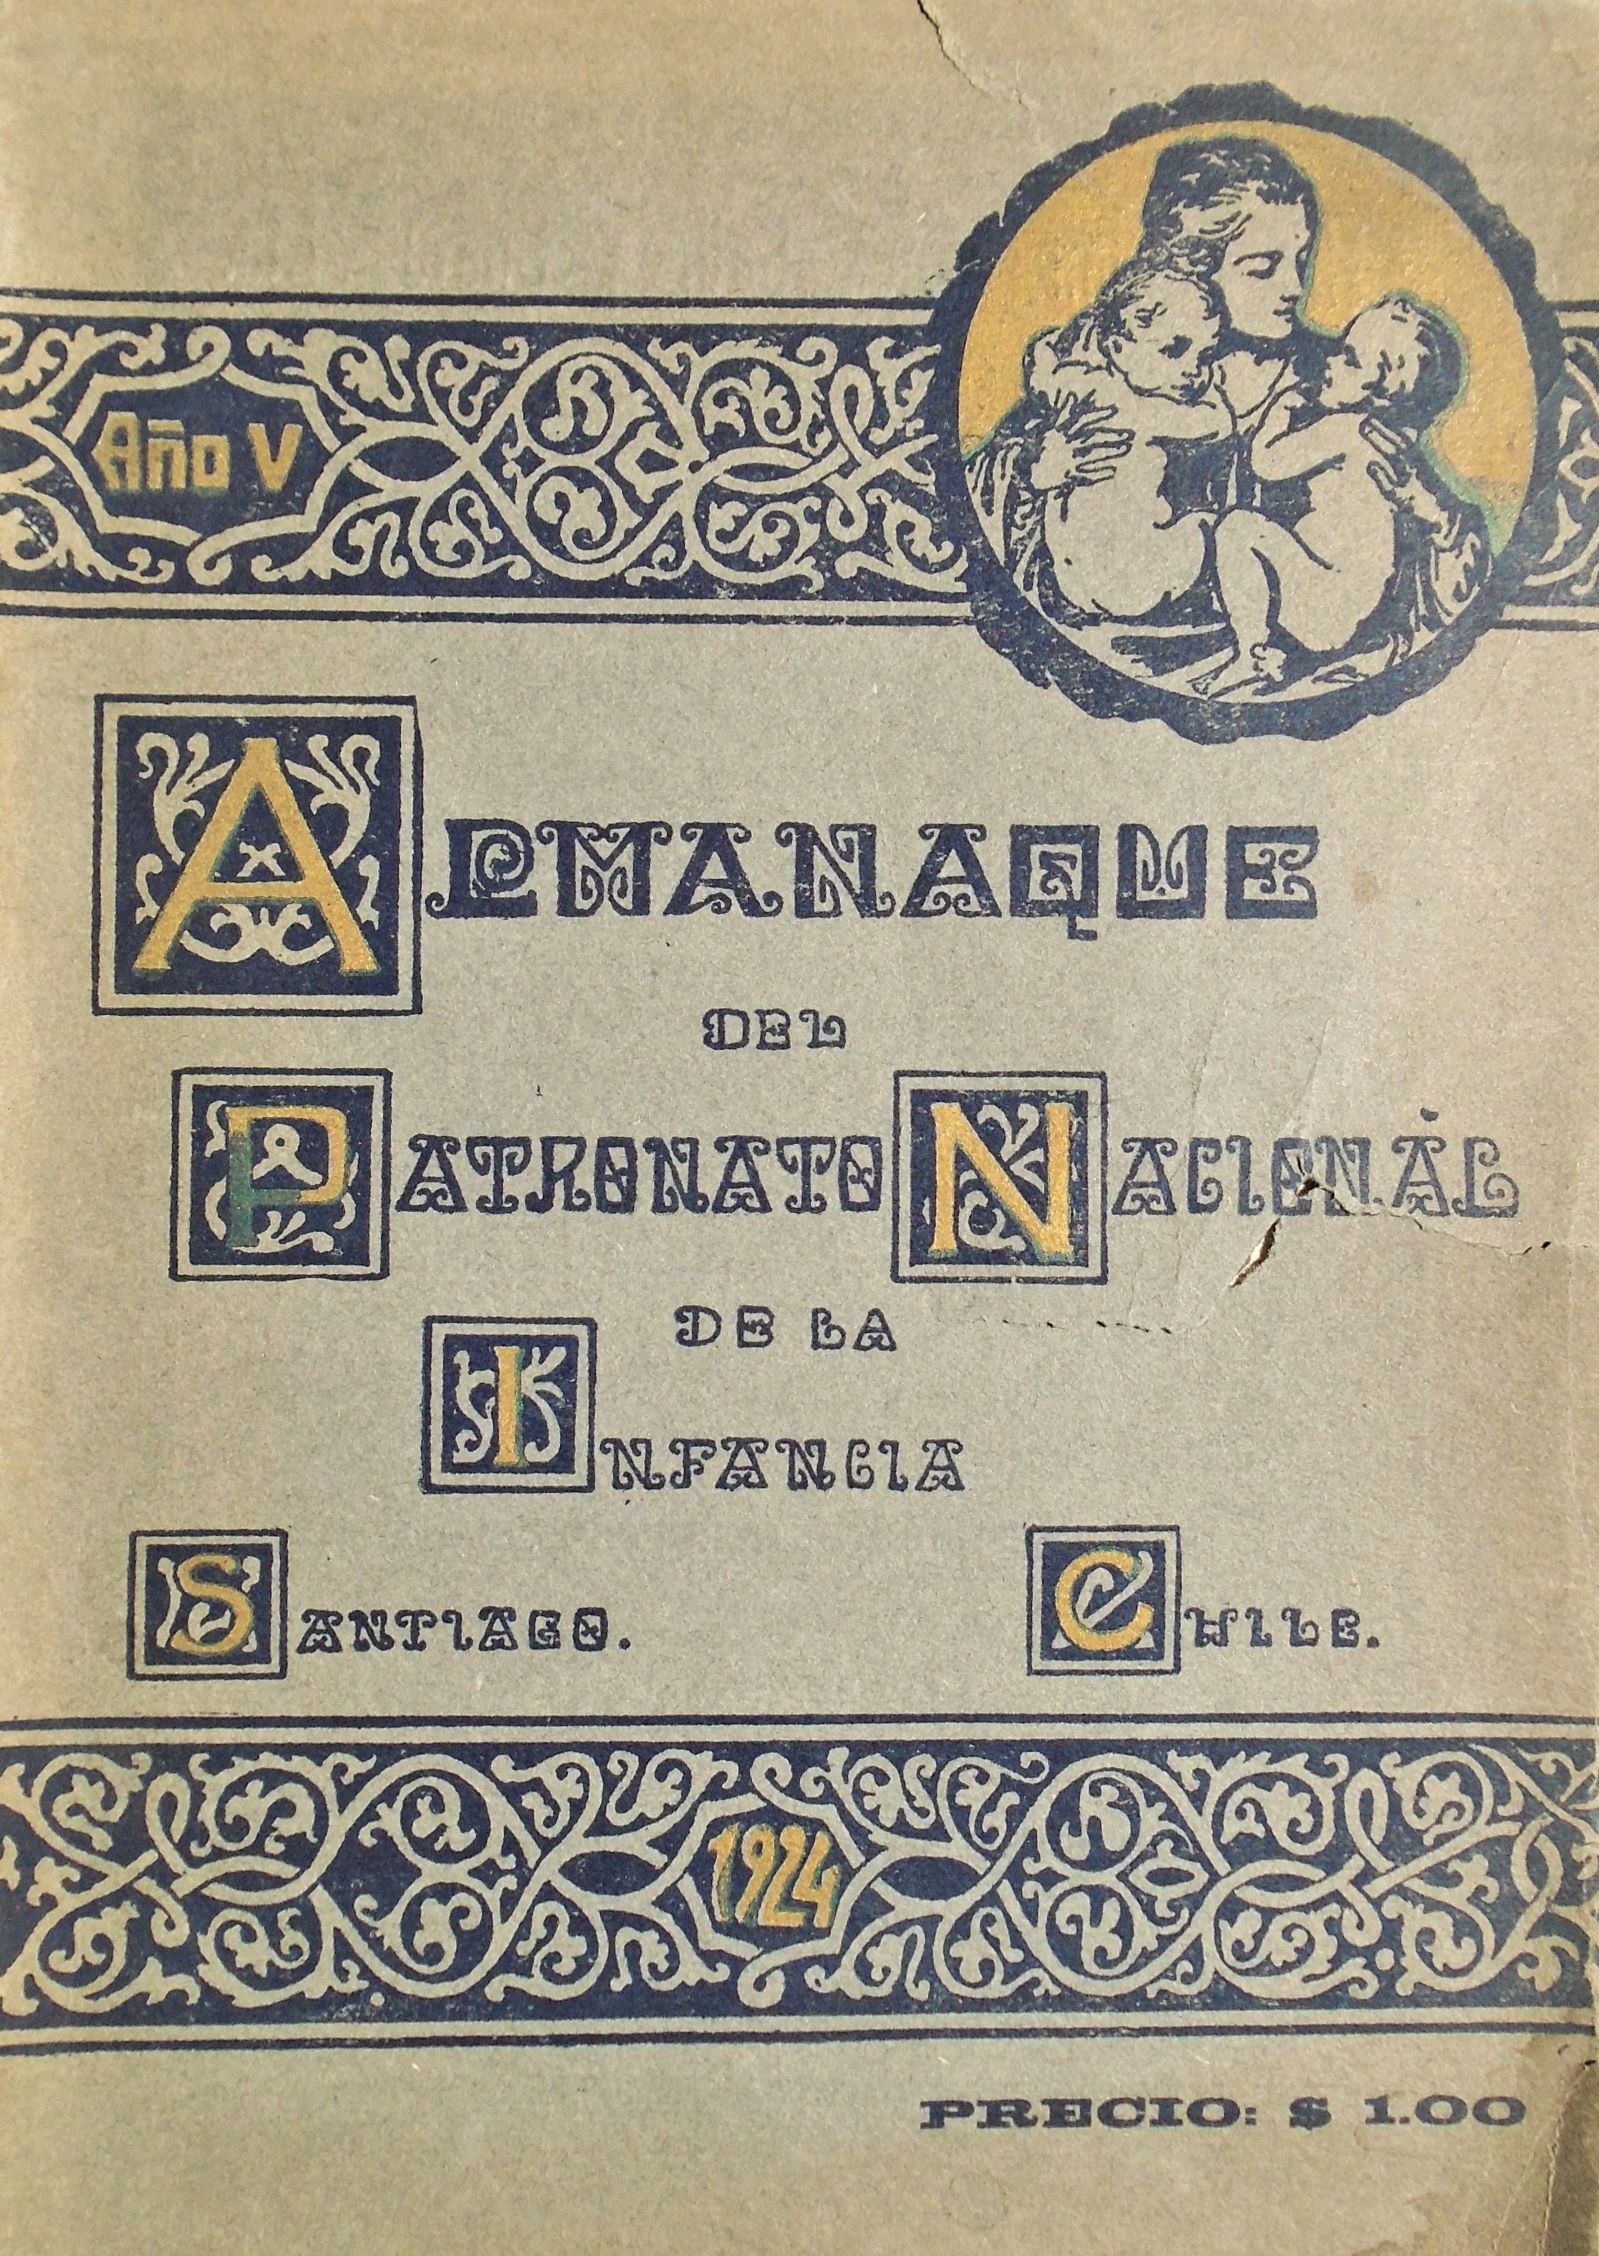 Año V
ALMANAQUE
DEL
PATRONATO NACIONAL
DE LA
INFANCIA
SANTIAGO. CHILE.
1924
PRECIO: $ 1.00